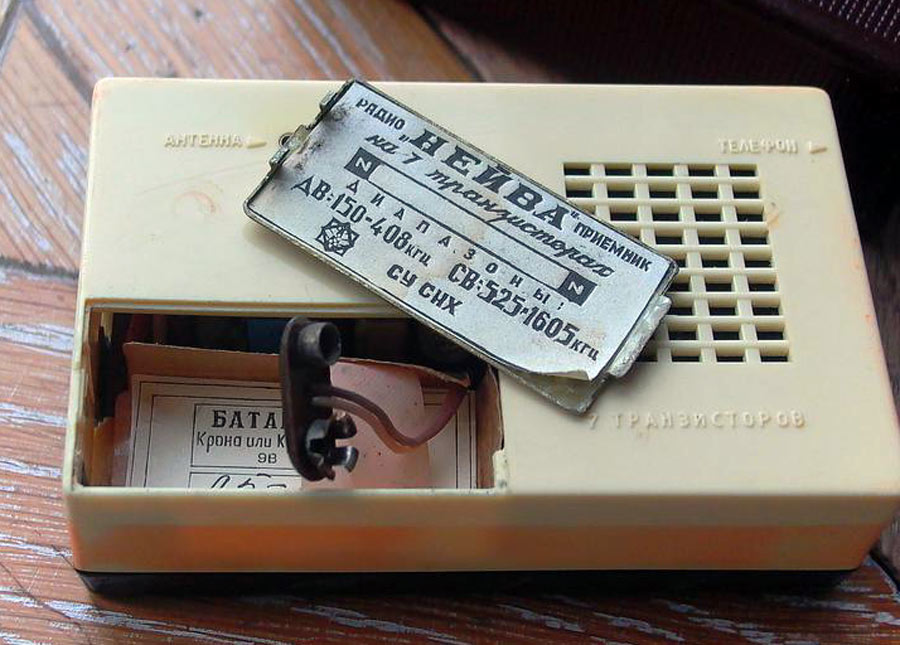 АНТЕННА
ТЕЛЕФОН
РАДИО „НЕЙВА“ ПРИЕМНИК
на 7 транзисторах
N N
ДИАПАЗОНЫ:
ДВ:150-408кгц СВ:525-1605кгц
СУ СНХ
7 ТРАНЗИСТОРОВ
Крона или
9В